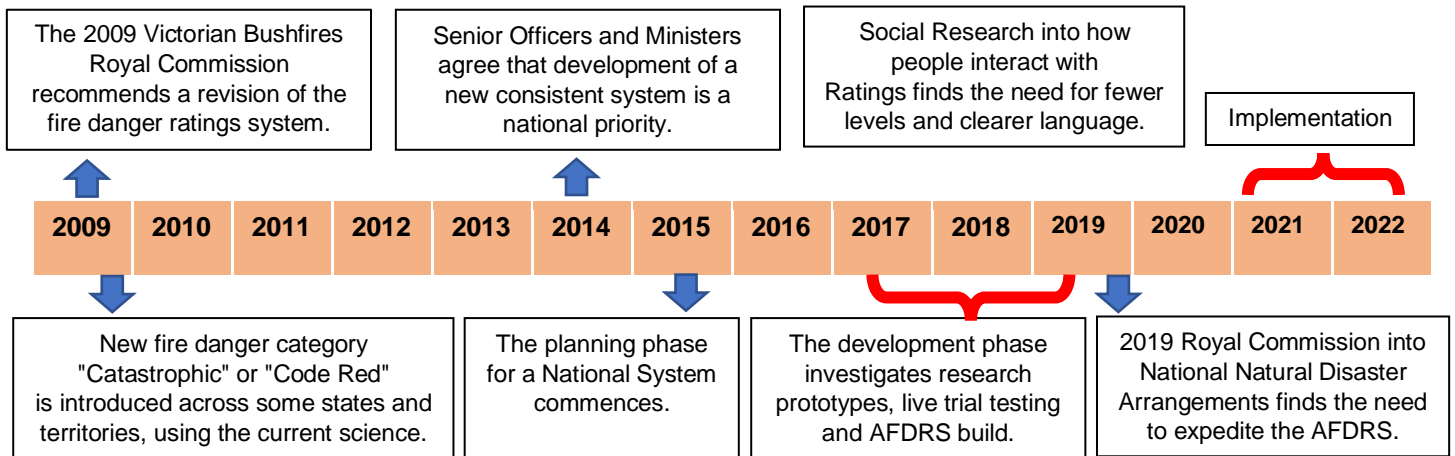 The 2009 Victorian Bushfires
Royal Commission
recommends a revision of the
fire danger ratings system.
Senior Officers and Ministers
agree that development of a
new consistent system is a
national priority.
Social Research into how
people interact with
Ratings finds the need for fewer
levels and clearer language.
Implementation
2009 2010 2011 2012 2013 2014 2015 2016 2017 2018 2019 2020 2021 2022
New fire danger category
"Catastrophic" or "Code Red"
is introduced across some states and
territories, using the current science.
The planning phase
for a National System
commences.
The development phase
investigates research
prototypes, live trial testing
and AFDRS build.
2019 Royal Commission into
National Natural Disaster
Arrangements finds the need
to expedite the AFDRS.